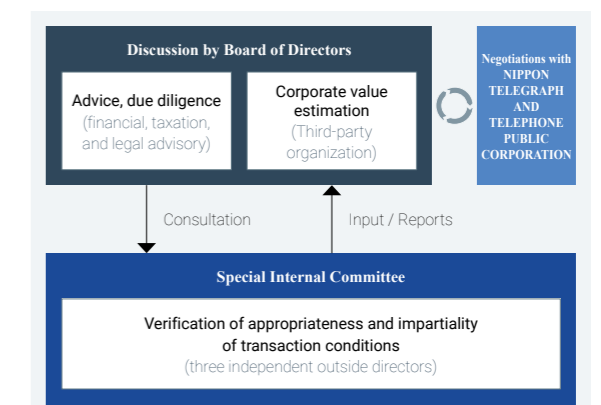 Discussion by Board of Directors
Advice, due diligence
(financial, taxation,
and legal advisory)
Corporate value
estimation
(Third-party
organization)
Negotiations with
NIPPON
TELEGRAPH
AND
TELEPHONE
PUBLIC
CORPORATION
Consultation
Input / Reports
Special Internal Committee
Verification of appropriateness and impartiality
of transaction conditions
(three independent outside directors)